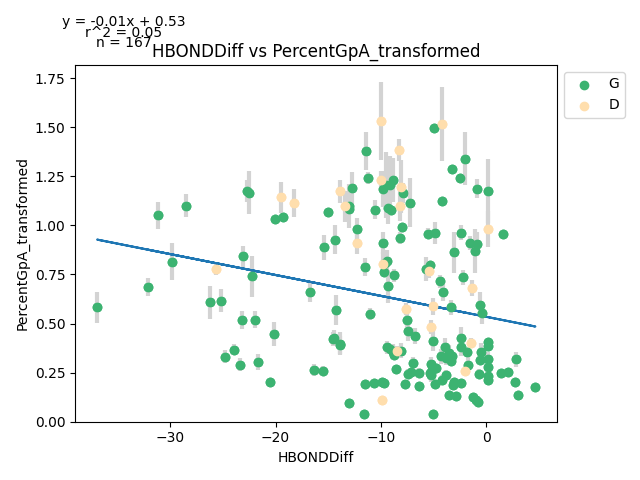 y = -0.01x + 0.53
r^2 = 0.05
n = 167
HBONDDiff vs PercentGpA_transformed
G
D
1.75
1.50
1.25
1.00
0.75
0.50
0.25
0.00
PercentGpA_transformed
−30 −20 −10 0
HBONDDiff